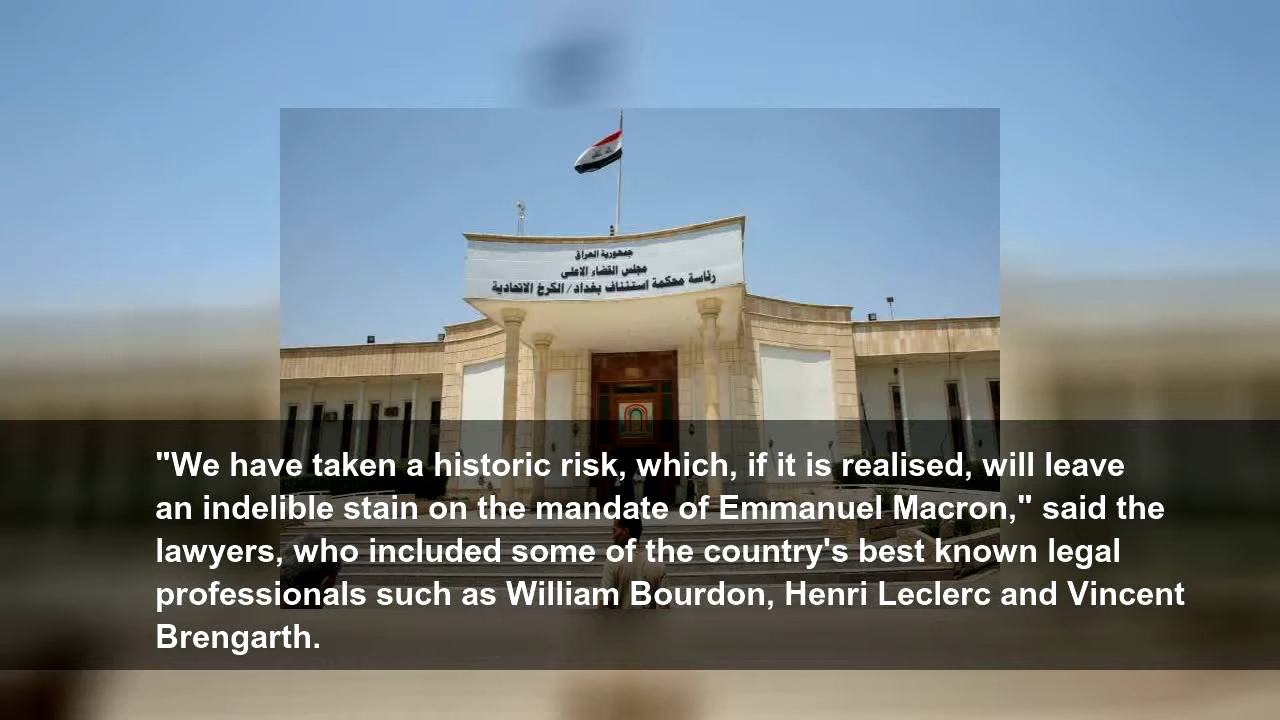 جمهورية العراق
مجلس القضاء الاعلى
رئاسة محكمة استئناف بغداد / الكرخ الاتحادية
"We have taken a historic risk, which, if it is realised, will leave
an indelible stain on the mandate of Emmanuel Macron," said the
lawyers, who included some of the country's best known legal
professionals such as William Bourdon, Henri Leclerc and Vincent
Brengarth.